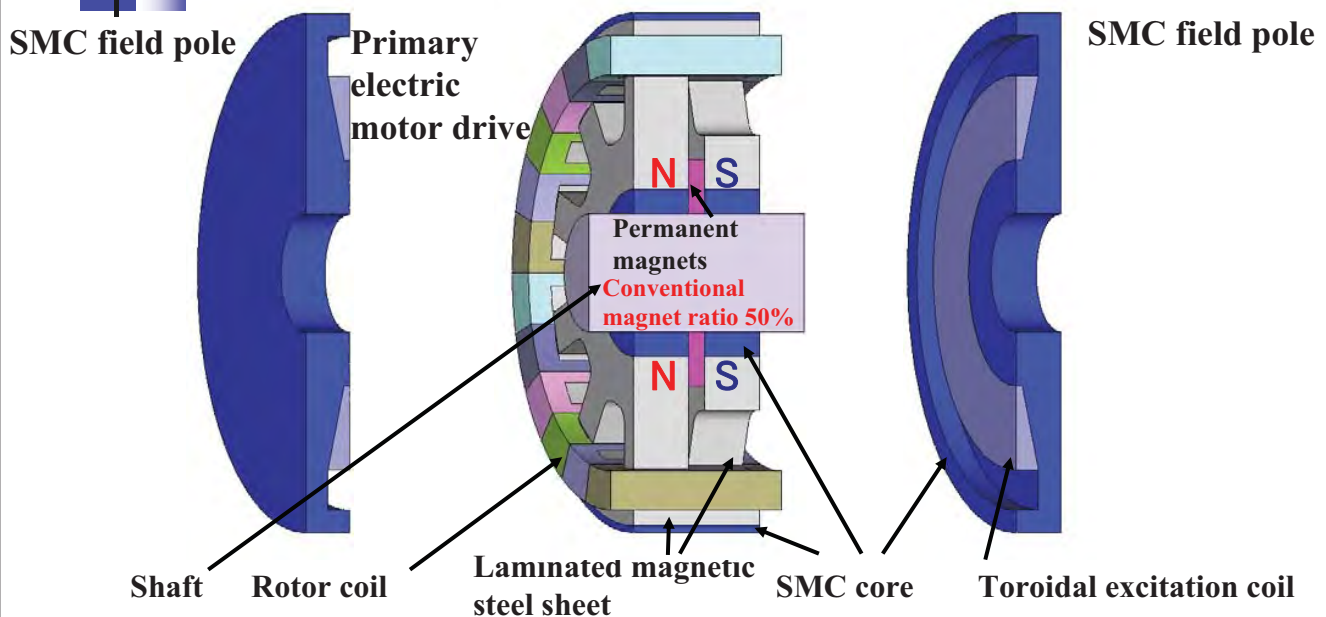 SMC field pole
Primary
electric
motor drive
SMC field pole
N
S
Permanent
magnets
Conventional
magnet ratio 50%
N
S
Shaft
Rotor coil
Laminated magnetic
steel sheet
SMC core
Toroidal excitation coil